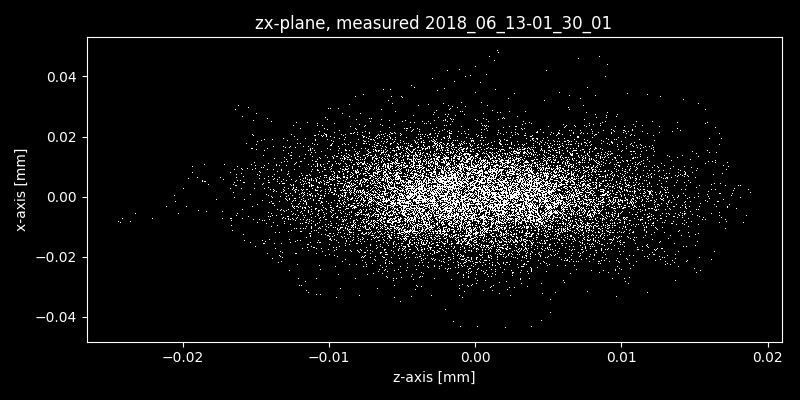 zx-plane, measured 2018_06_13-01_30_01
0.04
0.02
0.00
−0.02
−0.04
x-axis [mm]
−0.02 −0.01 0.00 0.01 0.02
z-axis [mm]